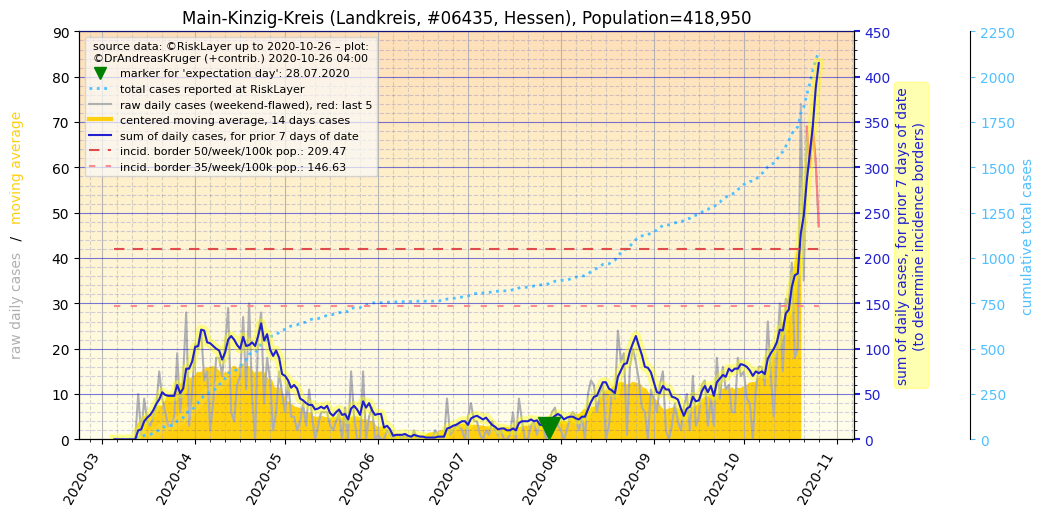 Main-Kinzig-Kreis (Landkreis, #06435, Hessen), Population=418,950
source data: ©RiskLayer up to 2020-10-26 – plot:
©DrAndreasKruger (+contrib.) 2020-10-26 04:00
marker for 'expectation day': 28.07.2020
total cases reported at RiskLayer
raw daily cases (weekend-flawed), red: last 5
centered moving average, 14 days cases
sum of daily cases, for prior 7 days of date
incid. border 50/week/100k pop.: 209.47
incid. border 35/week/100k pop.: 146.63
raw daily cases / moving average
90
80
70
60
50
40
30
20
10
0
2020-03
2020-04
2020-05
2020-06
2020-07
2020-08
2020-09
2020-10
2020-11
450
400
350
300
250
200
150
100
50
0
sum of daily cases, for prior 7 days of date
(to determine incidence borders)
2250
2000
1750
1500
1250
1000
750
500
250
0
cumulative total cases